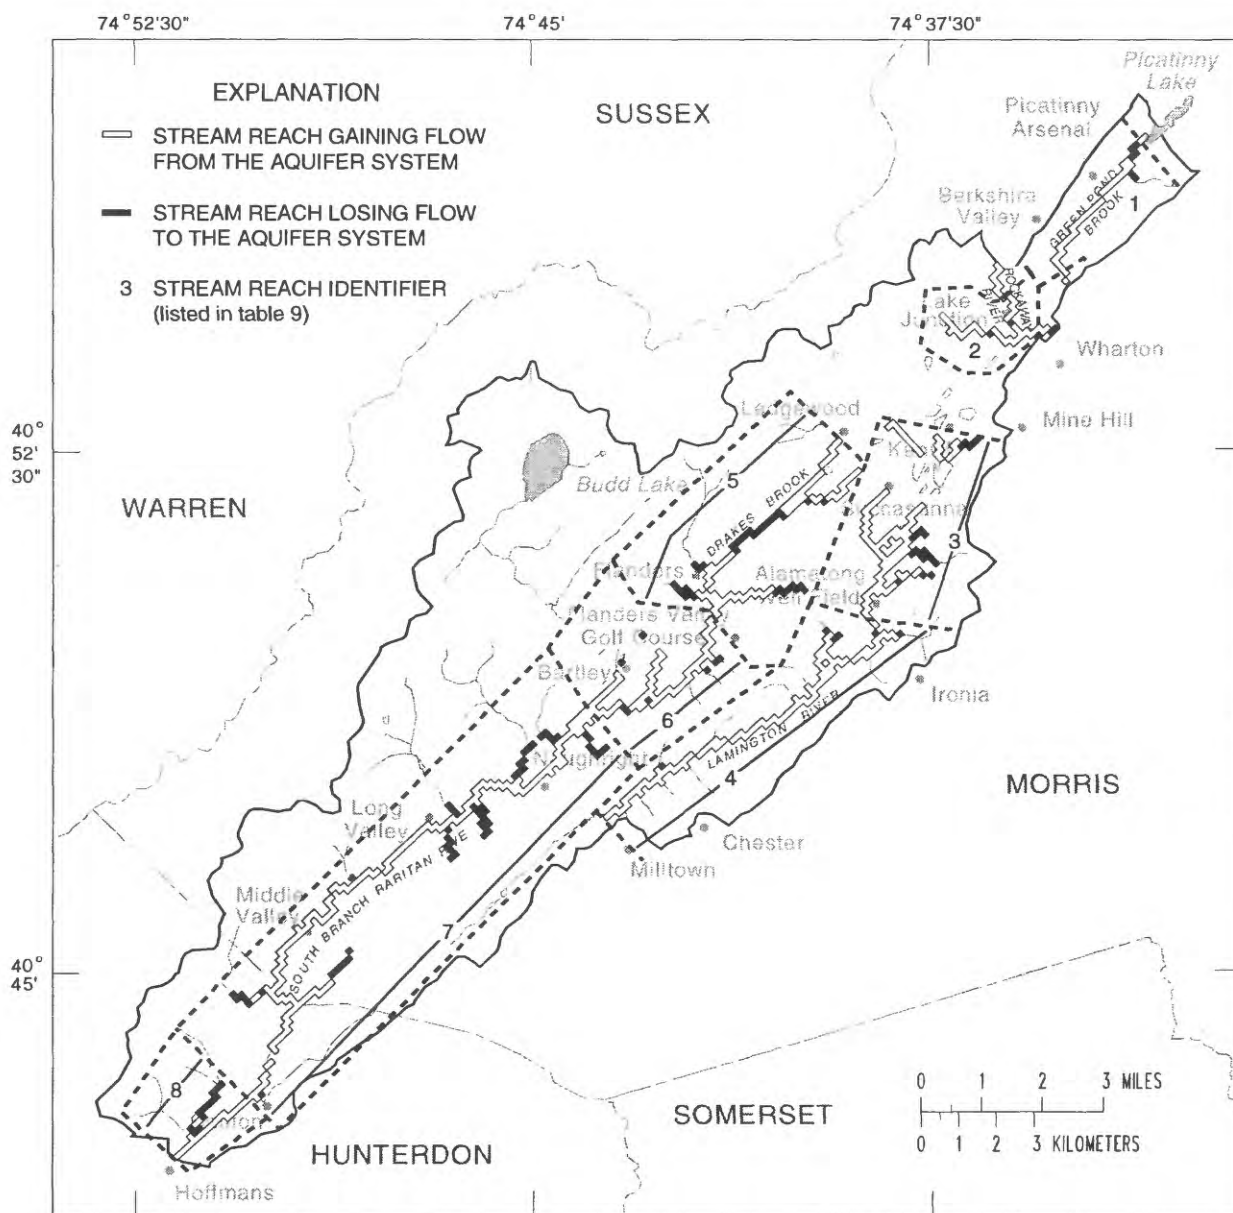 74°52'30"
74°45'
74°37'30"
EXPLANATION
STREAM REACH GAINING FLOW
FROM THE AQUIFER SYSTEM
STREAM REACH LOSING FLOW
TO THE AQUIFER SYSTEM
3 STREAM REACH IDENTIFIER
(listed in table 9)
SUSSEX
Picatinny
Lake
Picatinny
Arsenal
Berkshira
Valley
GREEN POND
BROOK
1
ROCKAWAY
RIVER
Lake
Junction
2
Wharton
Mine Hill
Ledgewood
40°
52'
30"
WARREN
Budd Lake
5
DRAKES BROOK
Succasunna
3
Flanders
Alamatong
Well Field
Flanders Valley
Golf Course
Bartley
Ironia
6
LAMINGTON RIVER
4
Naughright
MORRIS
Long
Valley
Chester
Milltown
SOUTH BRANCH RARITAN RIVE
Middle
Valley
7
40°
45'
8
0 1 2 3 MILES
0 1 2 3 KILOMETERS
SOMERSET
HUNTERDON
Hoffmans